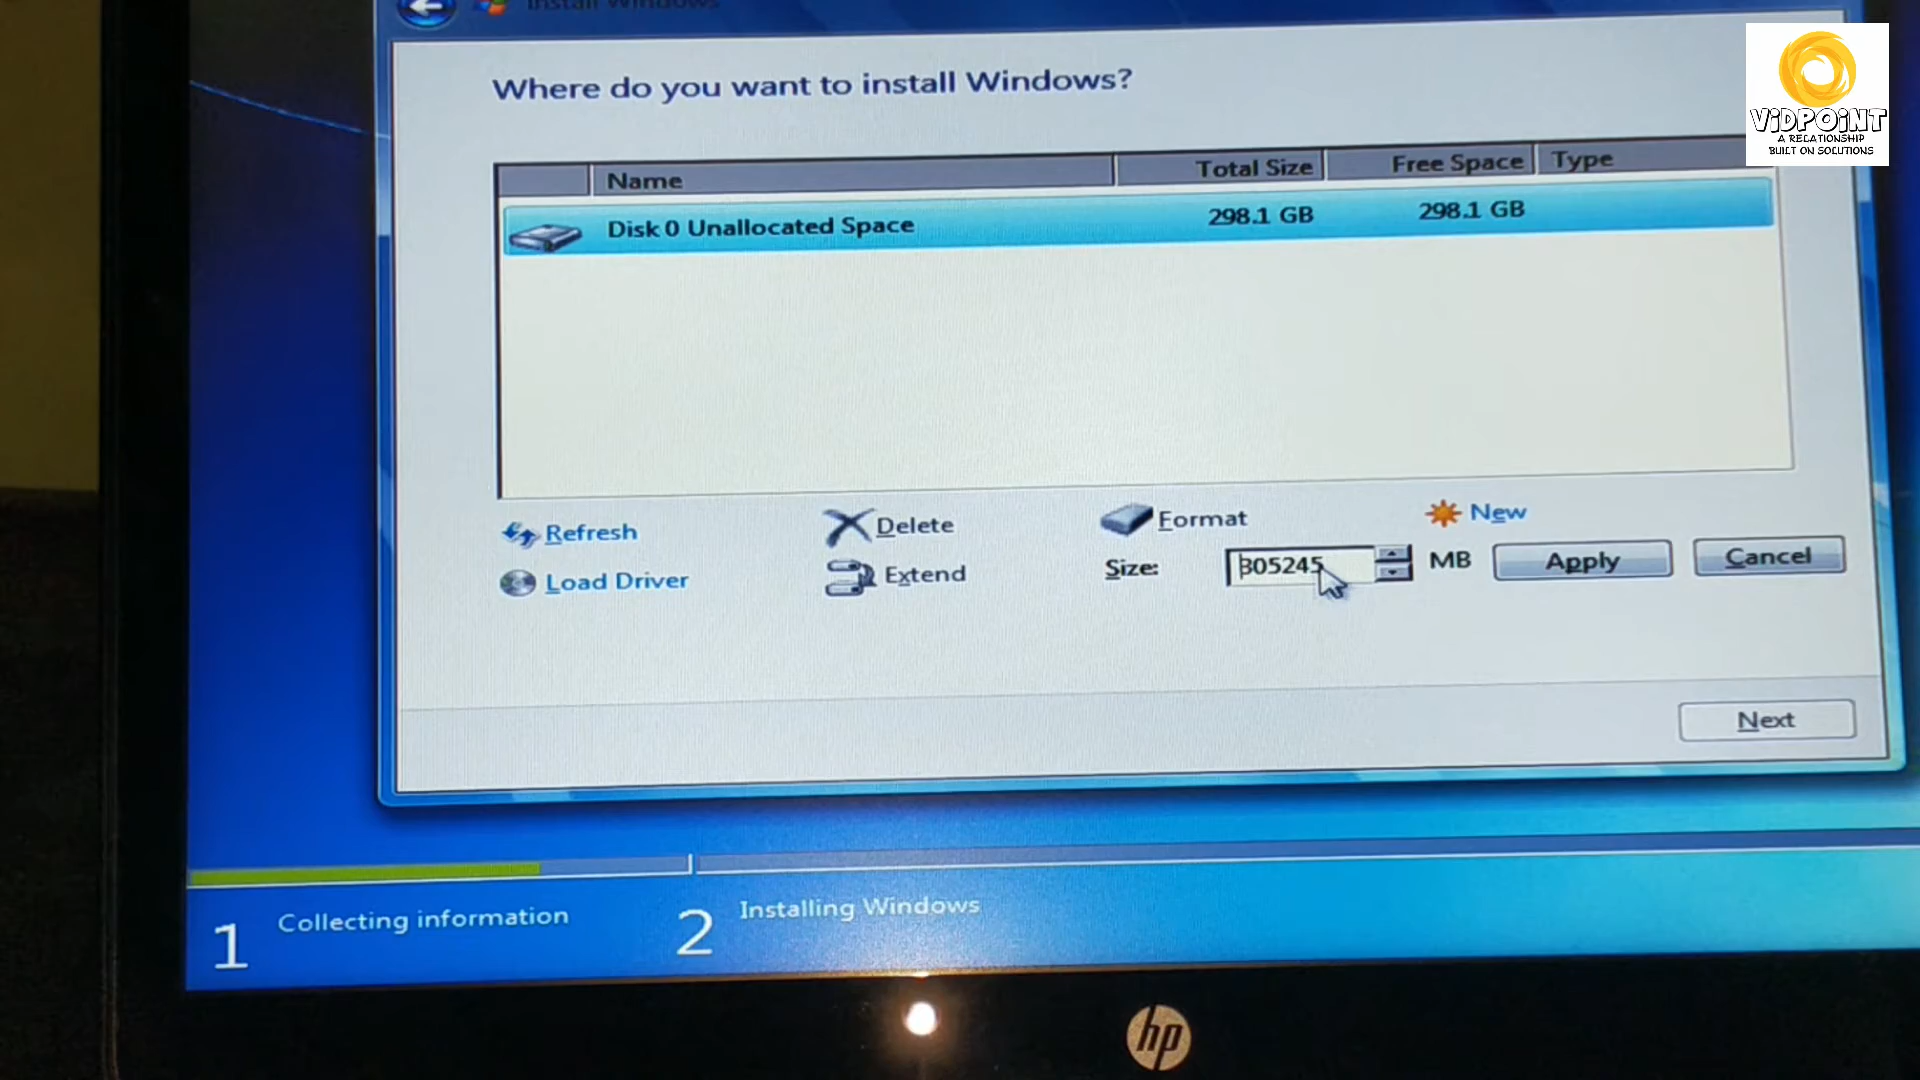 Install Windows
Where do you want to install Windows?
Name Total Size Free Space Type
Disk 0 Unallocated Space 298.1 GB 298.1 GB
Refresh Delete Format New
Load Driver Extend Size: 305245 MB Apply Cancel
Next
1 Collecting information 2 Installing Windows
hp
ViDPOiNT
A RELATIONSHIP
BUILT ON SOLUTIONS